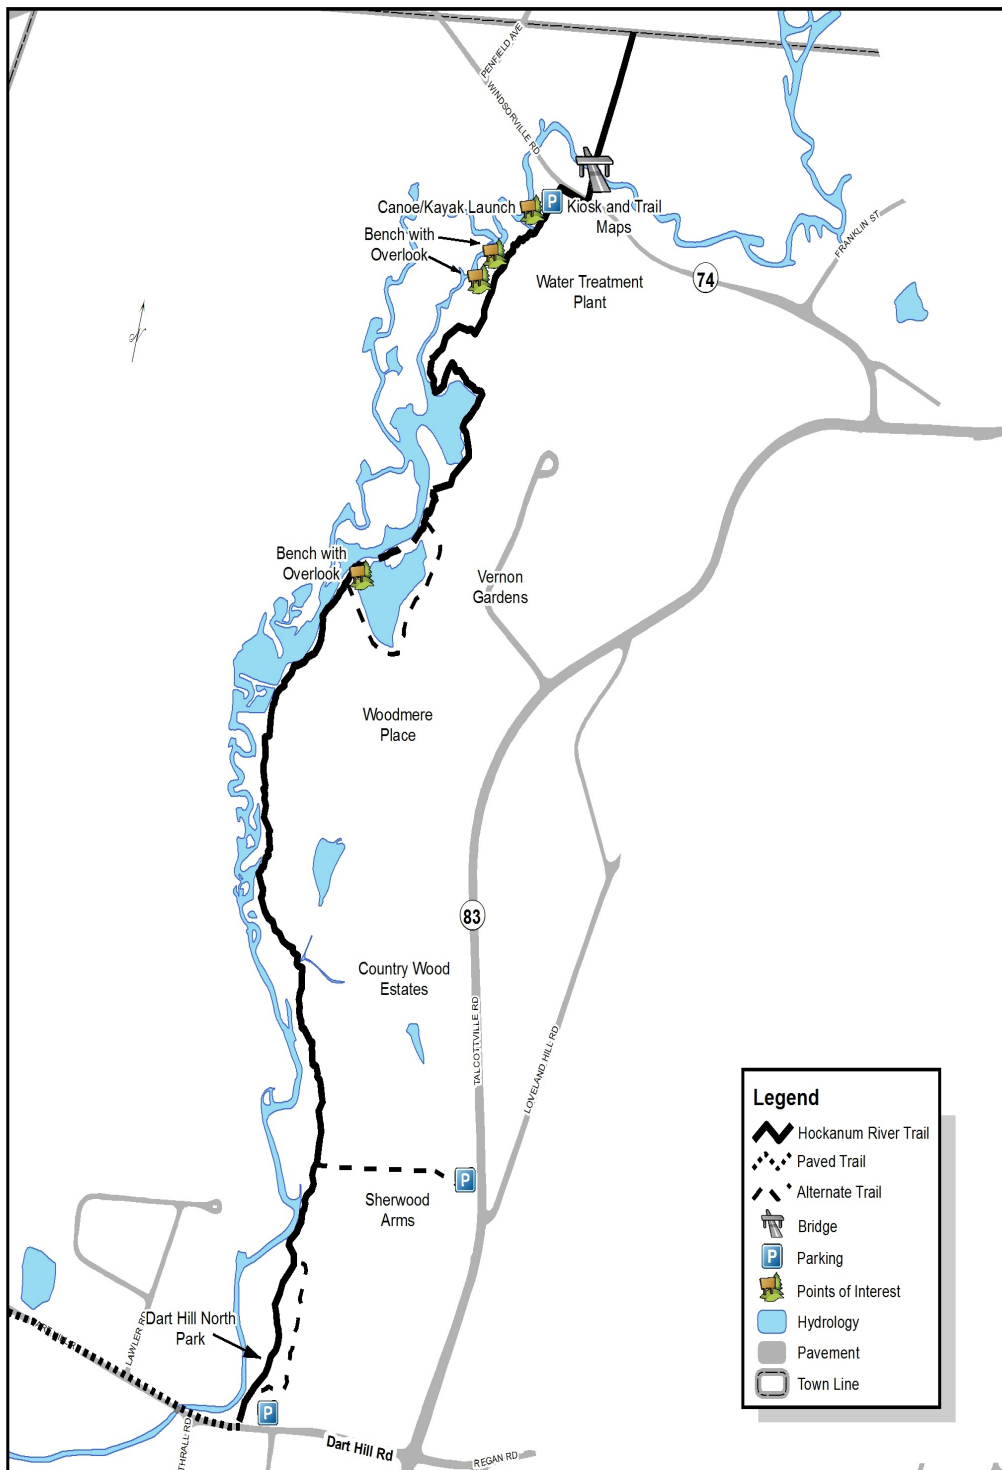 PENFIELD AVE
WINDSORVILLE RD
Canoe/Kayak Launch
P
Kiosk and Trail
Maps
Bench with
Overlook
FRANKLIN ST
Water Treatment
Plant
74
N
Bench with
Overlook
Vernon
Gardens
Woodmere
Place
83
Country Wood
Estates
TALCOTTVILLE RD
LOVELAND HILL RD
P
Sherwood
Arms
Dart Hill North
Park
LAWLER RD
P
THRALL RD
Dart Hill Rd
REGAN RD
Legend
Hockanum River Trail
Paved Trail
Alternate Trail
Bridge
P
Parking
Points of Interest
Hydrology
Pavement
Town Line